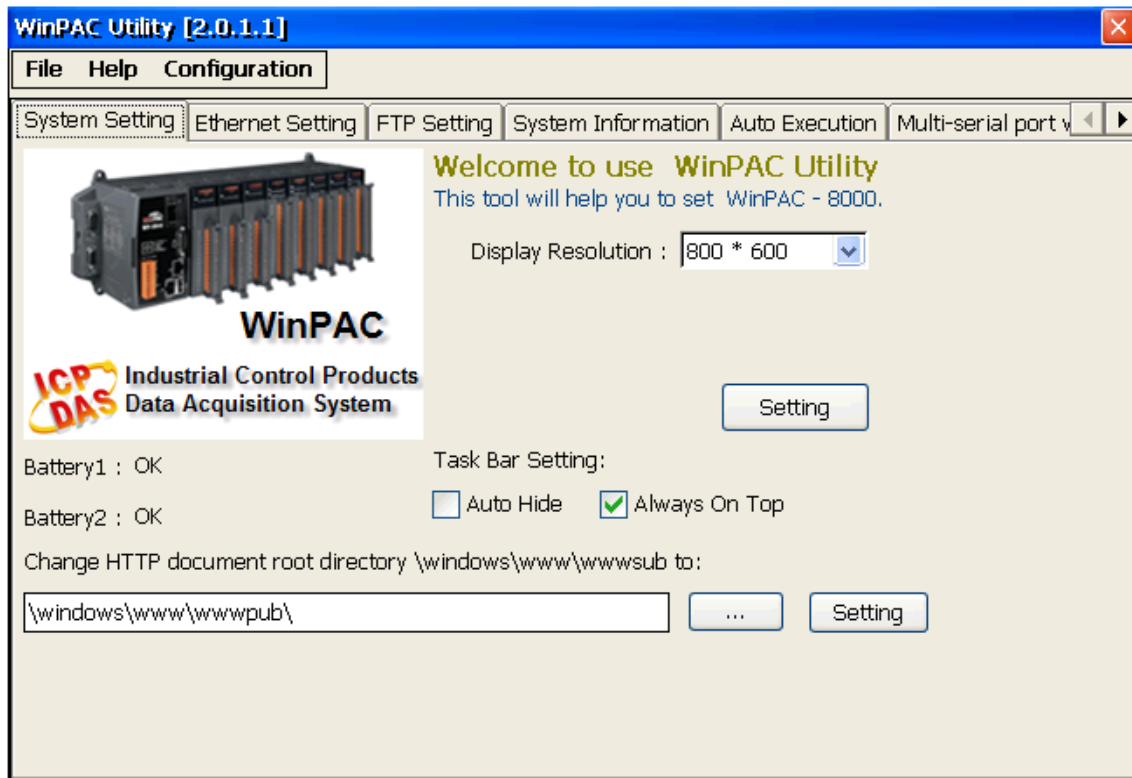 WinPAC Utility [2.0.1.1]
File Help Configuration
System Setting Ethernet Setting FTP Setting System Information Auto Execution Multi-serial port
Welcome to use WinPAC Utility
This tool will help you to set WinPAC - 8000.
Display Resolution : 800 * 600
WinPAC
ICP DAS
Industrial Control Products
Data Acquisition System
Setting
Battery1 : OK
Task Bar Setting:
Auto Hide Always On Top
Battery2 : OK
Change HTTP document root directory \windows\www\wwwsub to:
\windows\www\wwwpub\ ... Setting